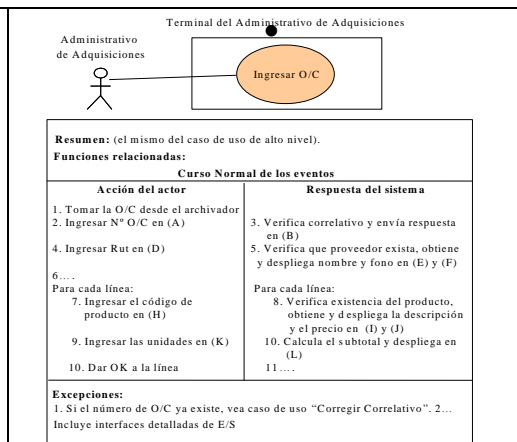 Terminal del Administrativo de Adquisiciones
Administrativo
de Adquisiciones
Ingresar O/C
Resumen: (el mismo del caso de uso de alto nivel).
Funciones relacionadas:
Curso Normal de los eventos
Acción del actor
1. Tomar la O/C desde el archivador
2. Ingresar Nº O/C en (A)
4. Ingresar Rut en (D)
6....
Para cada línea:
7. Ingresar el código de
producto en (H)
9. Ingresar las unidades en (K)
10. Dar OK a la línea
Respuesta del sistema
3. Verifica correlativo y envía respuesta
en (B)
5. Verifica que proveedor exista, obtiene
y despliega nombre y fono en (E) y (F)
Para cada línea:
8. Verifica existencia del producto,
obtiene y despliega la descripción
y el precio en (I) y (J)
10. Calcula el subtotal y despliega en
(L)
11....
Excepciones:
1. Si el número de O/C ya existe, vea caso de uso “Corregir Correlativo”. 2...
Incluye interfaces detalladas de E/S